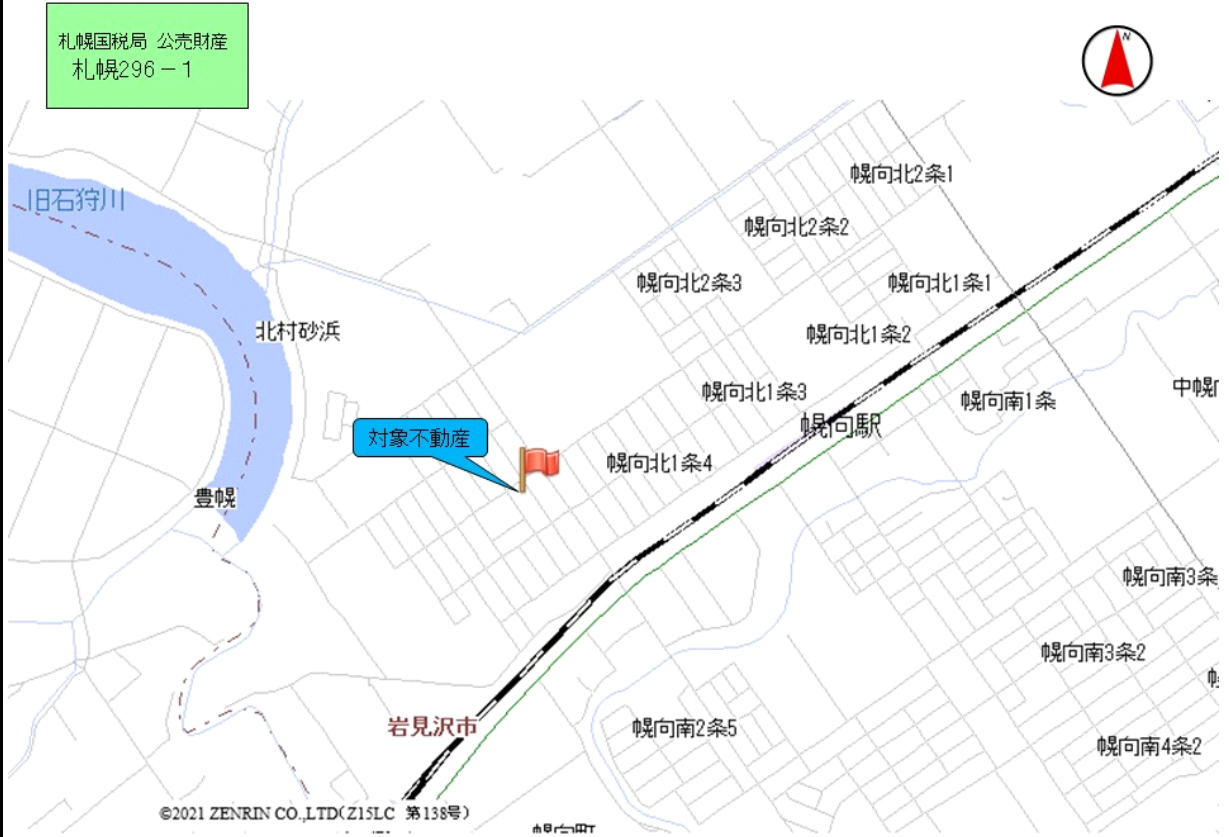 札幌国税局 公売財産
札幌296－1
N
幌向北2条1
旧石狩川
幌向北2条2
幌向北2条3
幌向北1条1
北村砂浜
幌向北1条2
幌向北1条3
中幌
幌向南1条
幌向駅
対象不動産
幌向北1条4
豊幌
幌向南3条
幌向南3条2
岩見沢市
幌向南2条5
幌向南4条2
©2021 ZENRIN CO.,LTD(Z15LC 第138号)